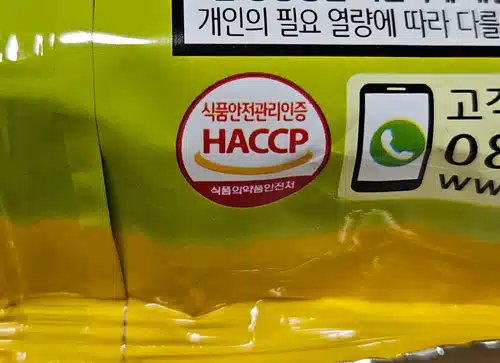 개인의 필요 열량에 따라 다를
식품안전관리인증
HACCP
식품의약품안전처
고객
08
ww